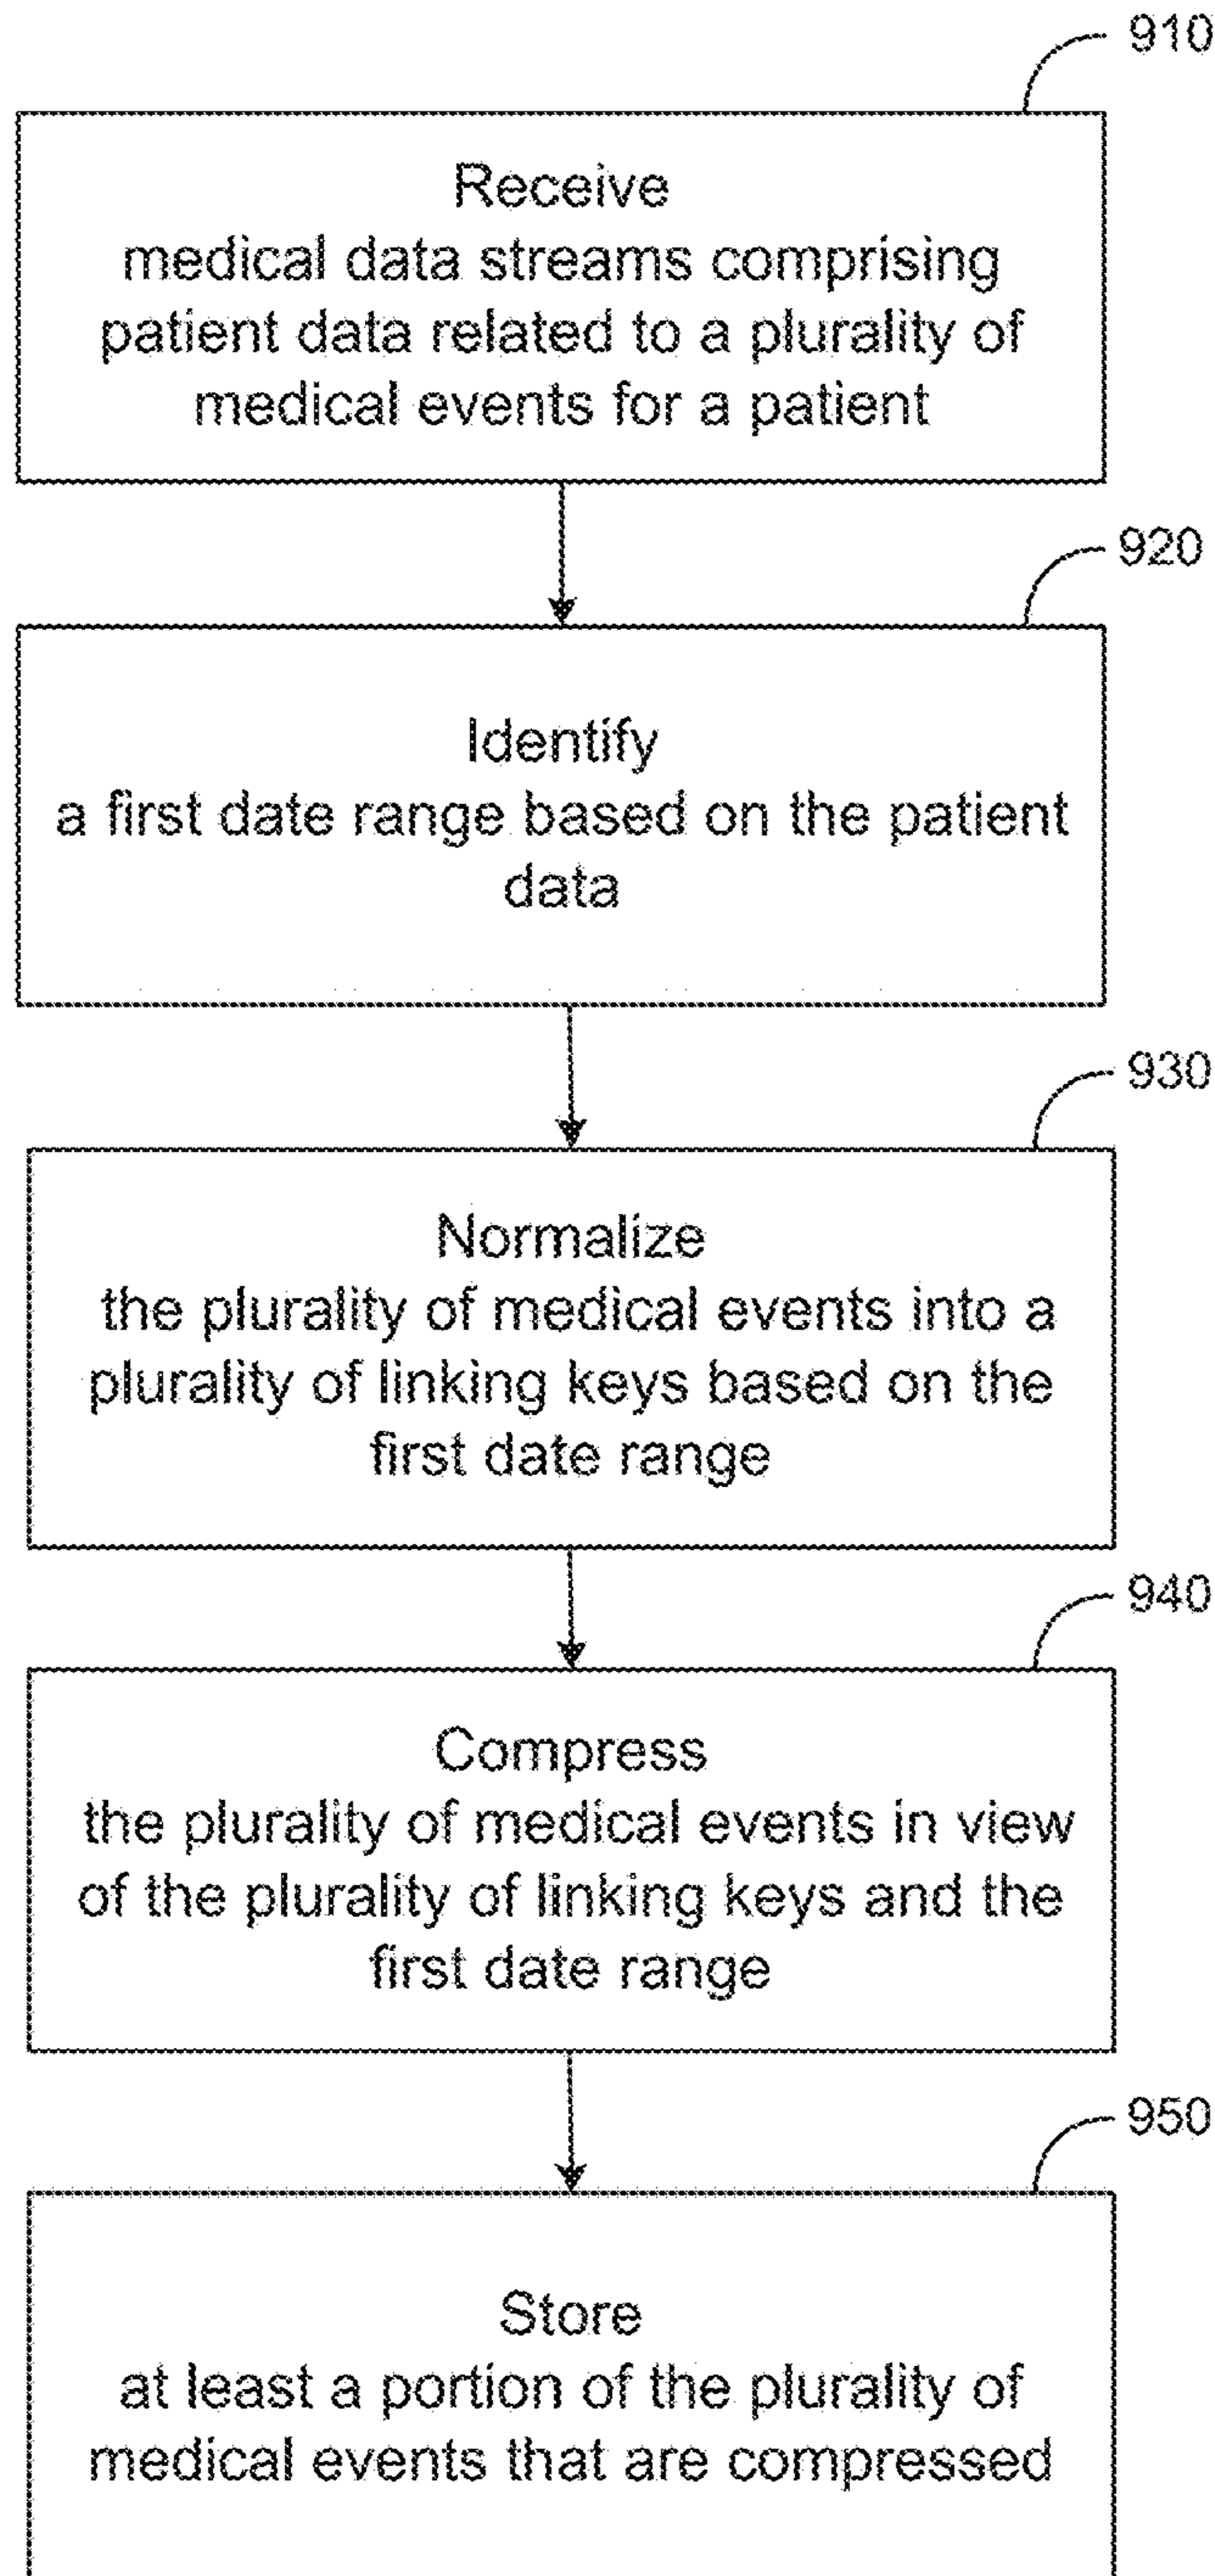 910
Receive
medical data streams comprising
patient data related to a plurality of
medical events for a patient
920
Identify
a first date range based on the patient
data
930
Normalize
the plurality of medical events into a
plurality of linking keys based on the
first date range
940
Compress
the plurality of medical events in view
of the plurality of linking keys and the
first date range
950
Store
at least a portion of the plurality of
medical events that are compressed